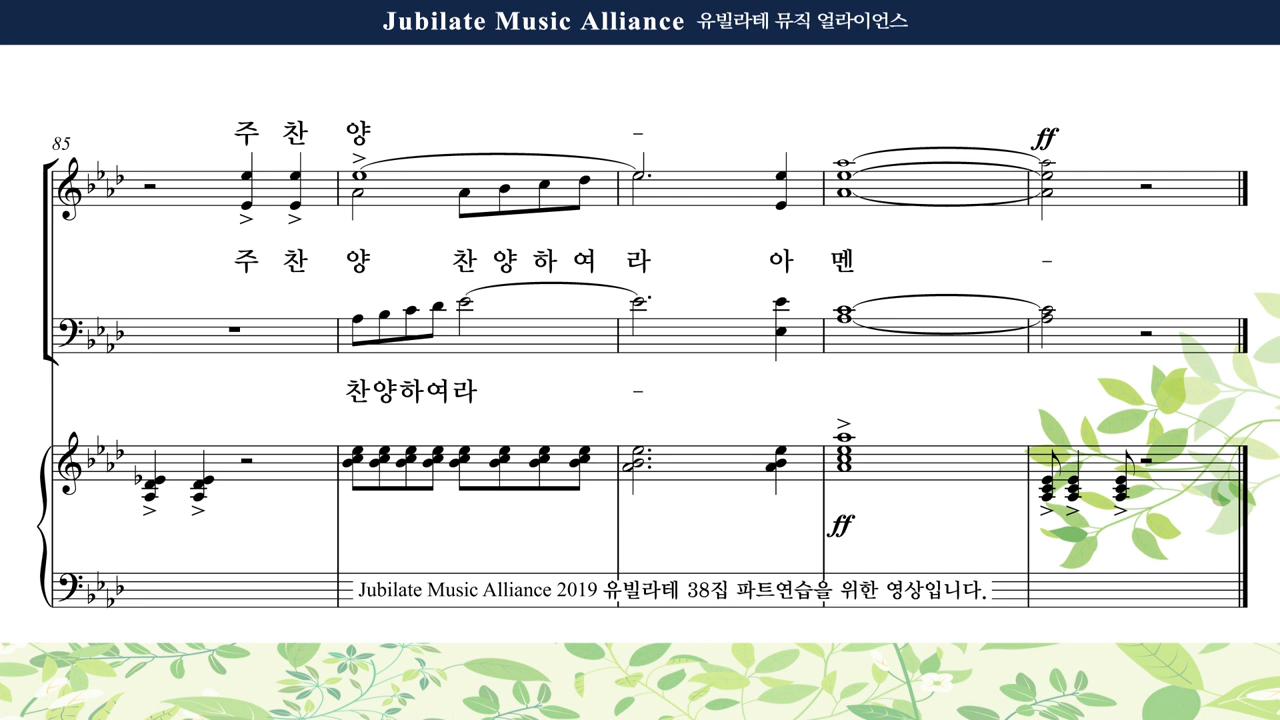 Jubilate Music Alliance 유빌라테 뮤직 얼라이언스
주 찬 양 -
85
ff
주 찬 양 찬 양 하 여 라 아 멘 -
찬양하여라 -
ff
Jubilate Music Alliance 2019 유빌라테 38집 파트연습을 위한 영상입니다.